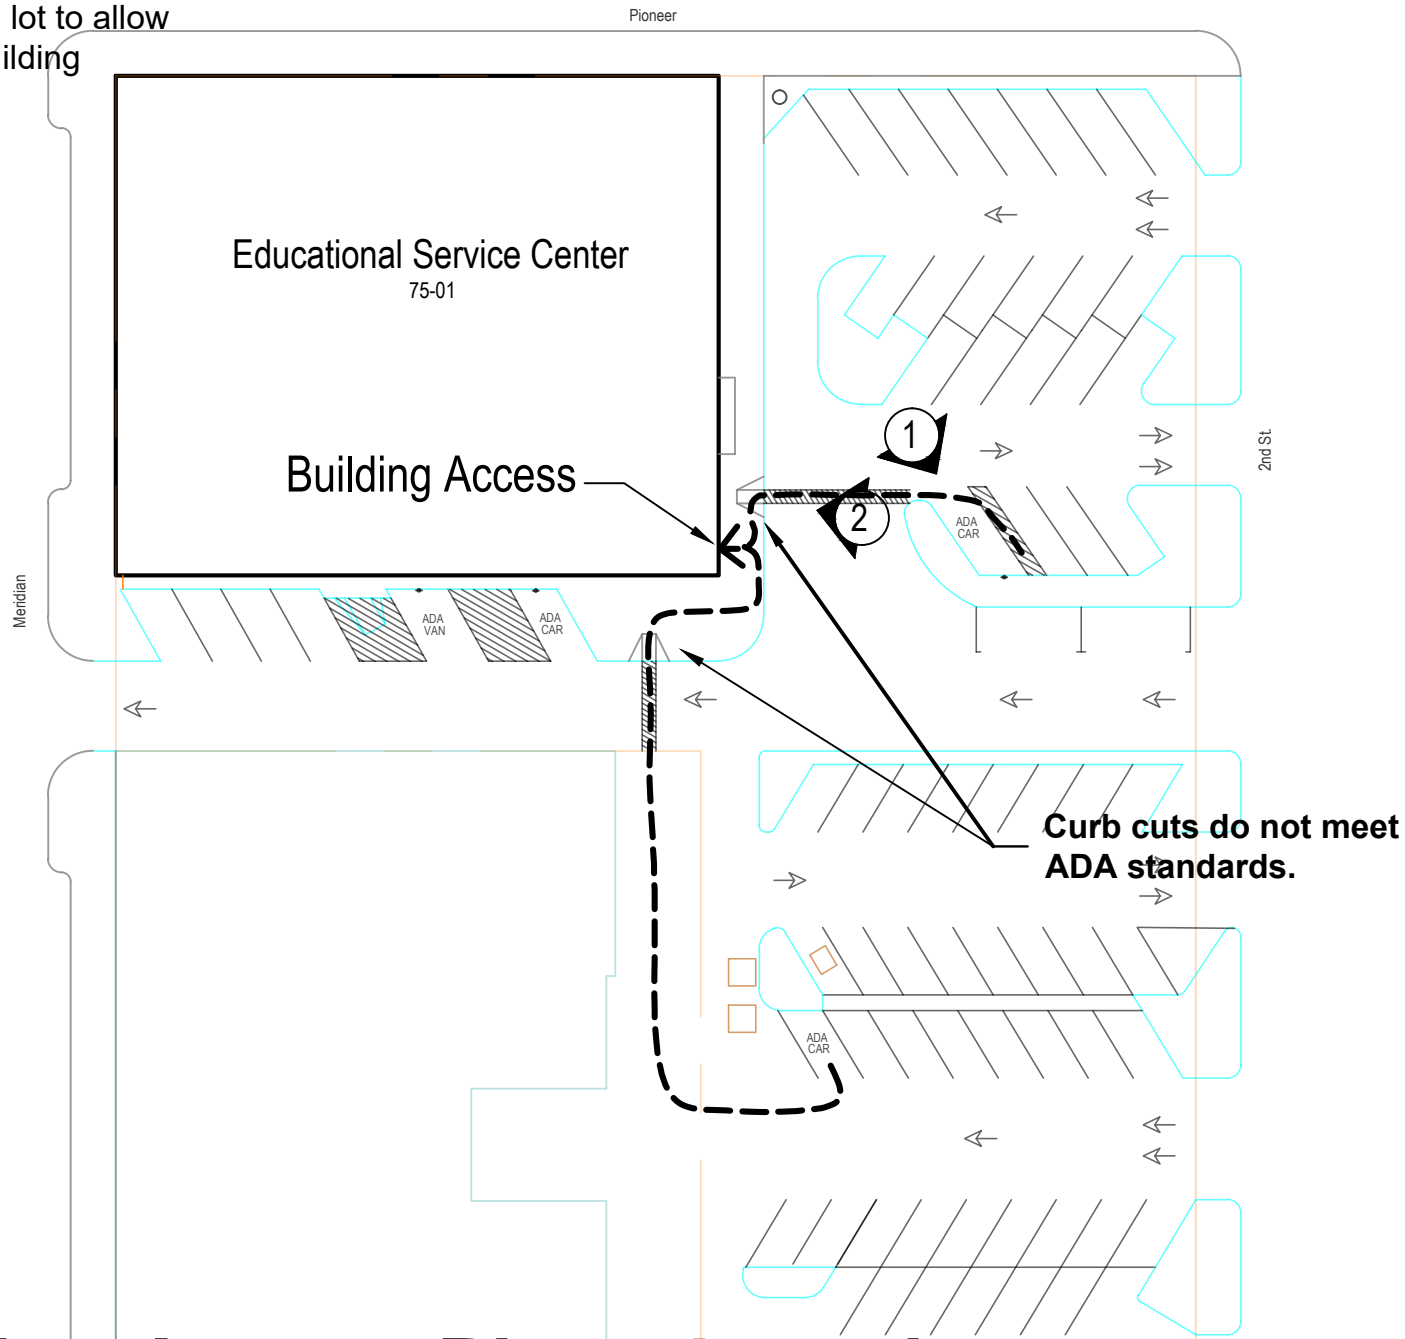 lot to allow
ilding
Pioneer
Educational Service Center
75-01
Building Access
1
2
2nd St.
ADA
CAR
Meridian
ADA
VAN
ADA
CAR
Curb cuts do not meet
ADA standards.
ADA
CAR